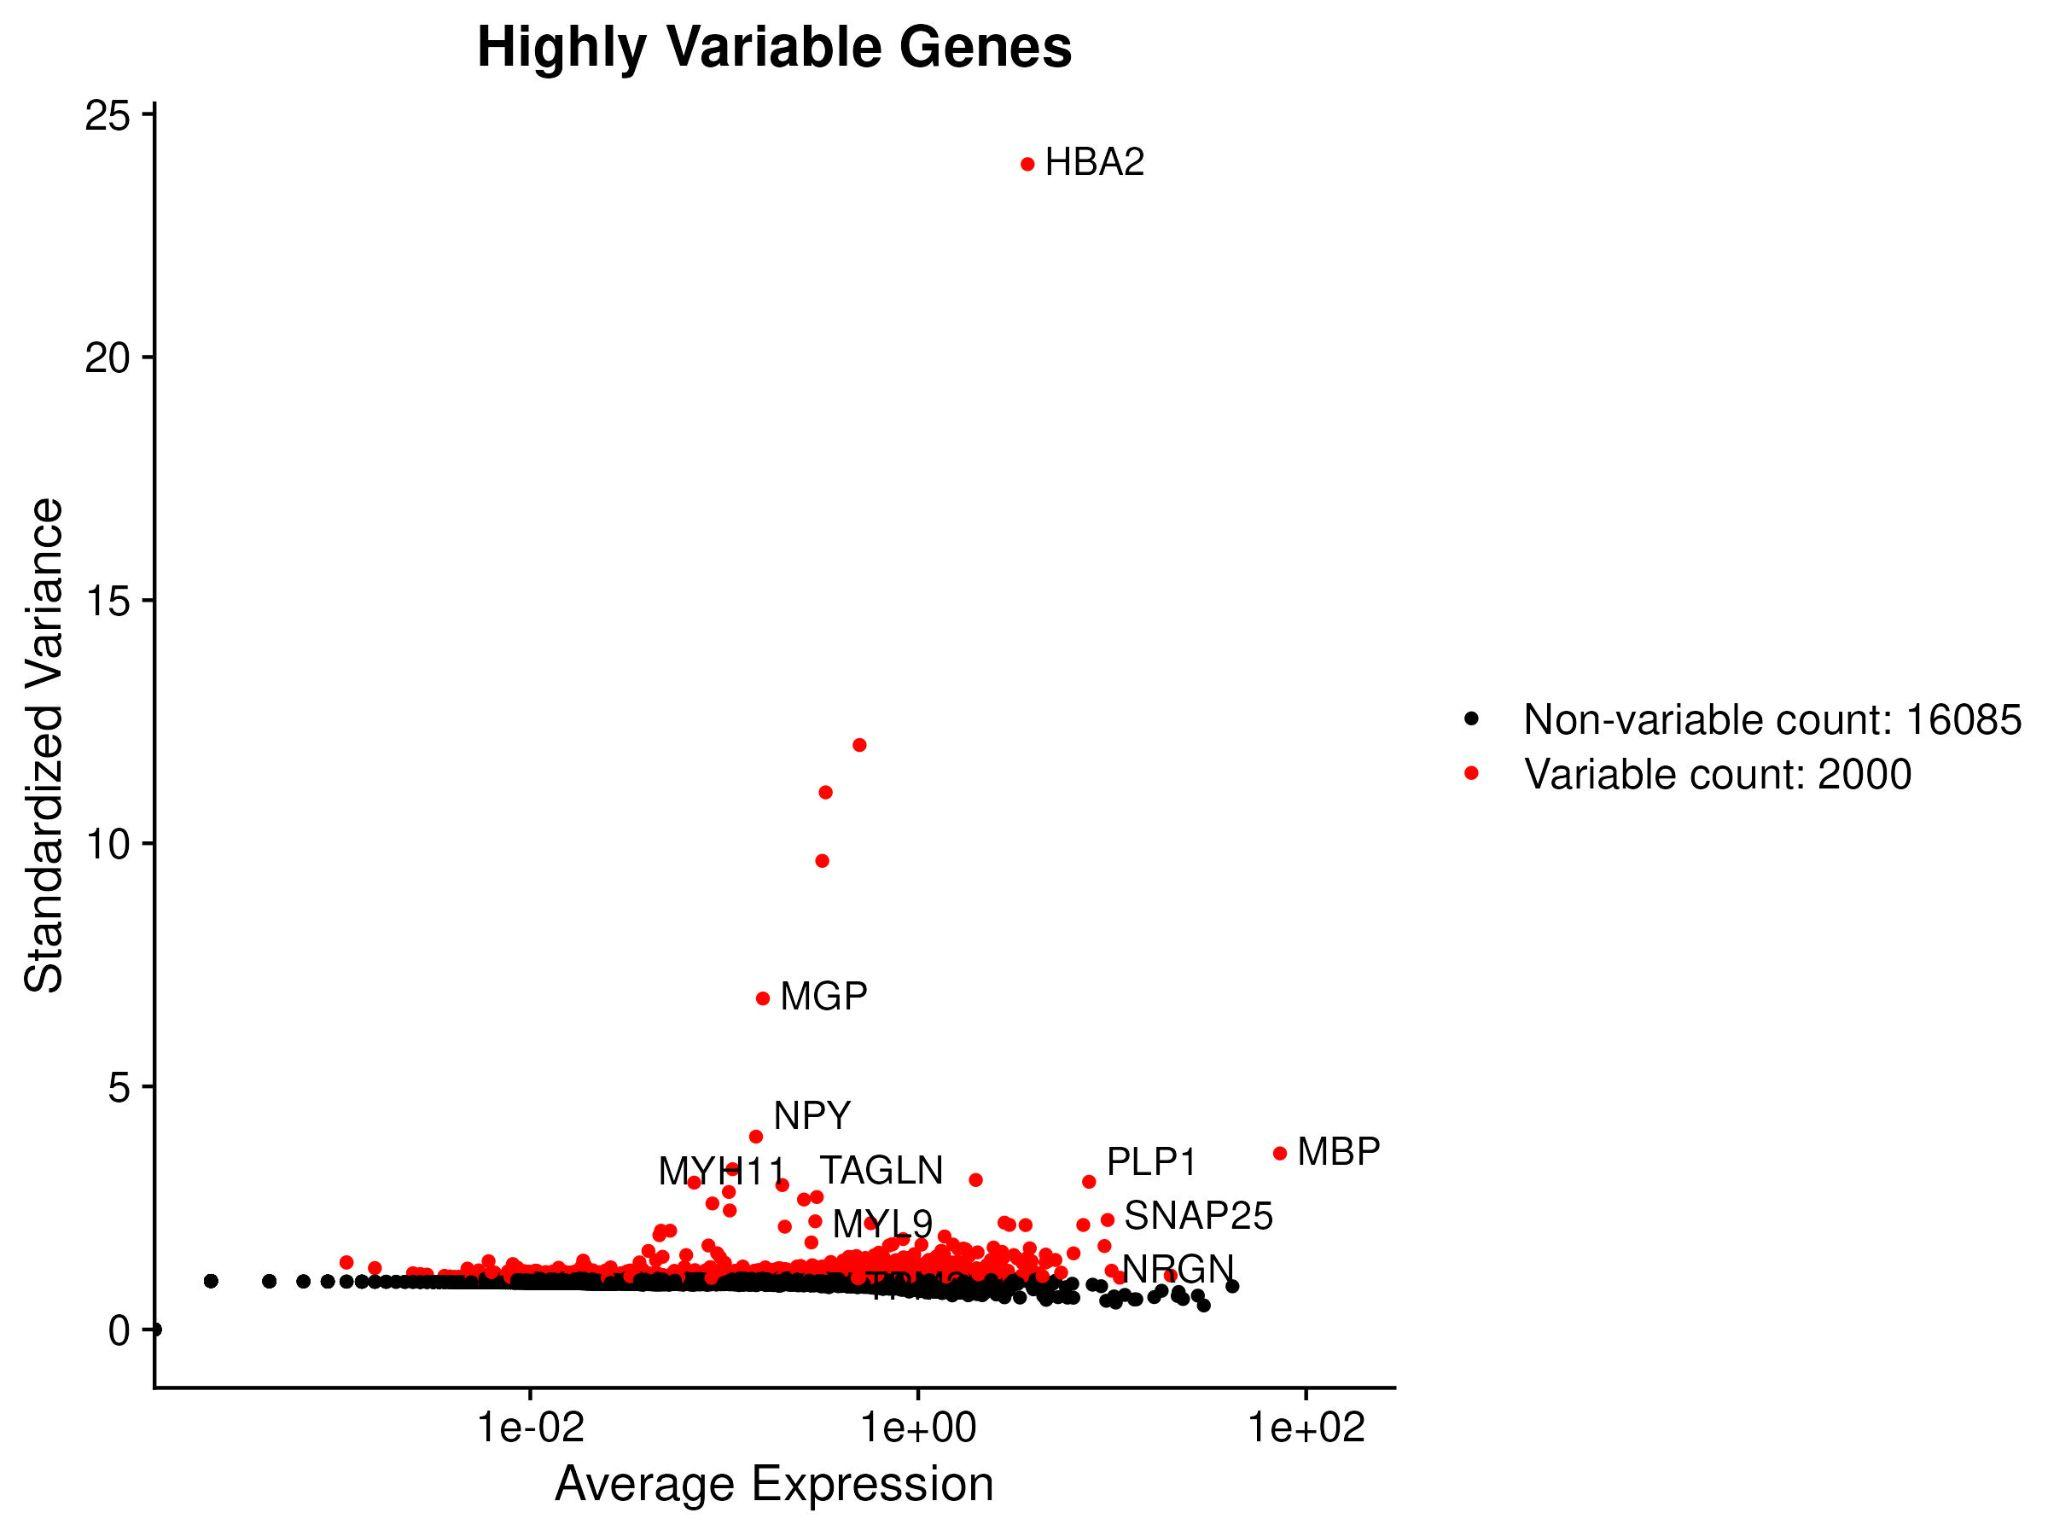 Highly Variable Genes
25
20
15
10
5
0
Standardized Variance
HBA2
MGP
NPY
MYH11
TAGLN
PLP1
MBP
MYL9
SNAP25
NRGN
Non-variable count: 16085
Variable count: 2000
1e-02
1e+00
1e+02
Average Expression